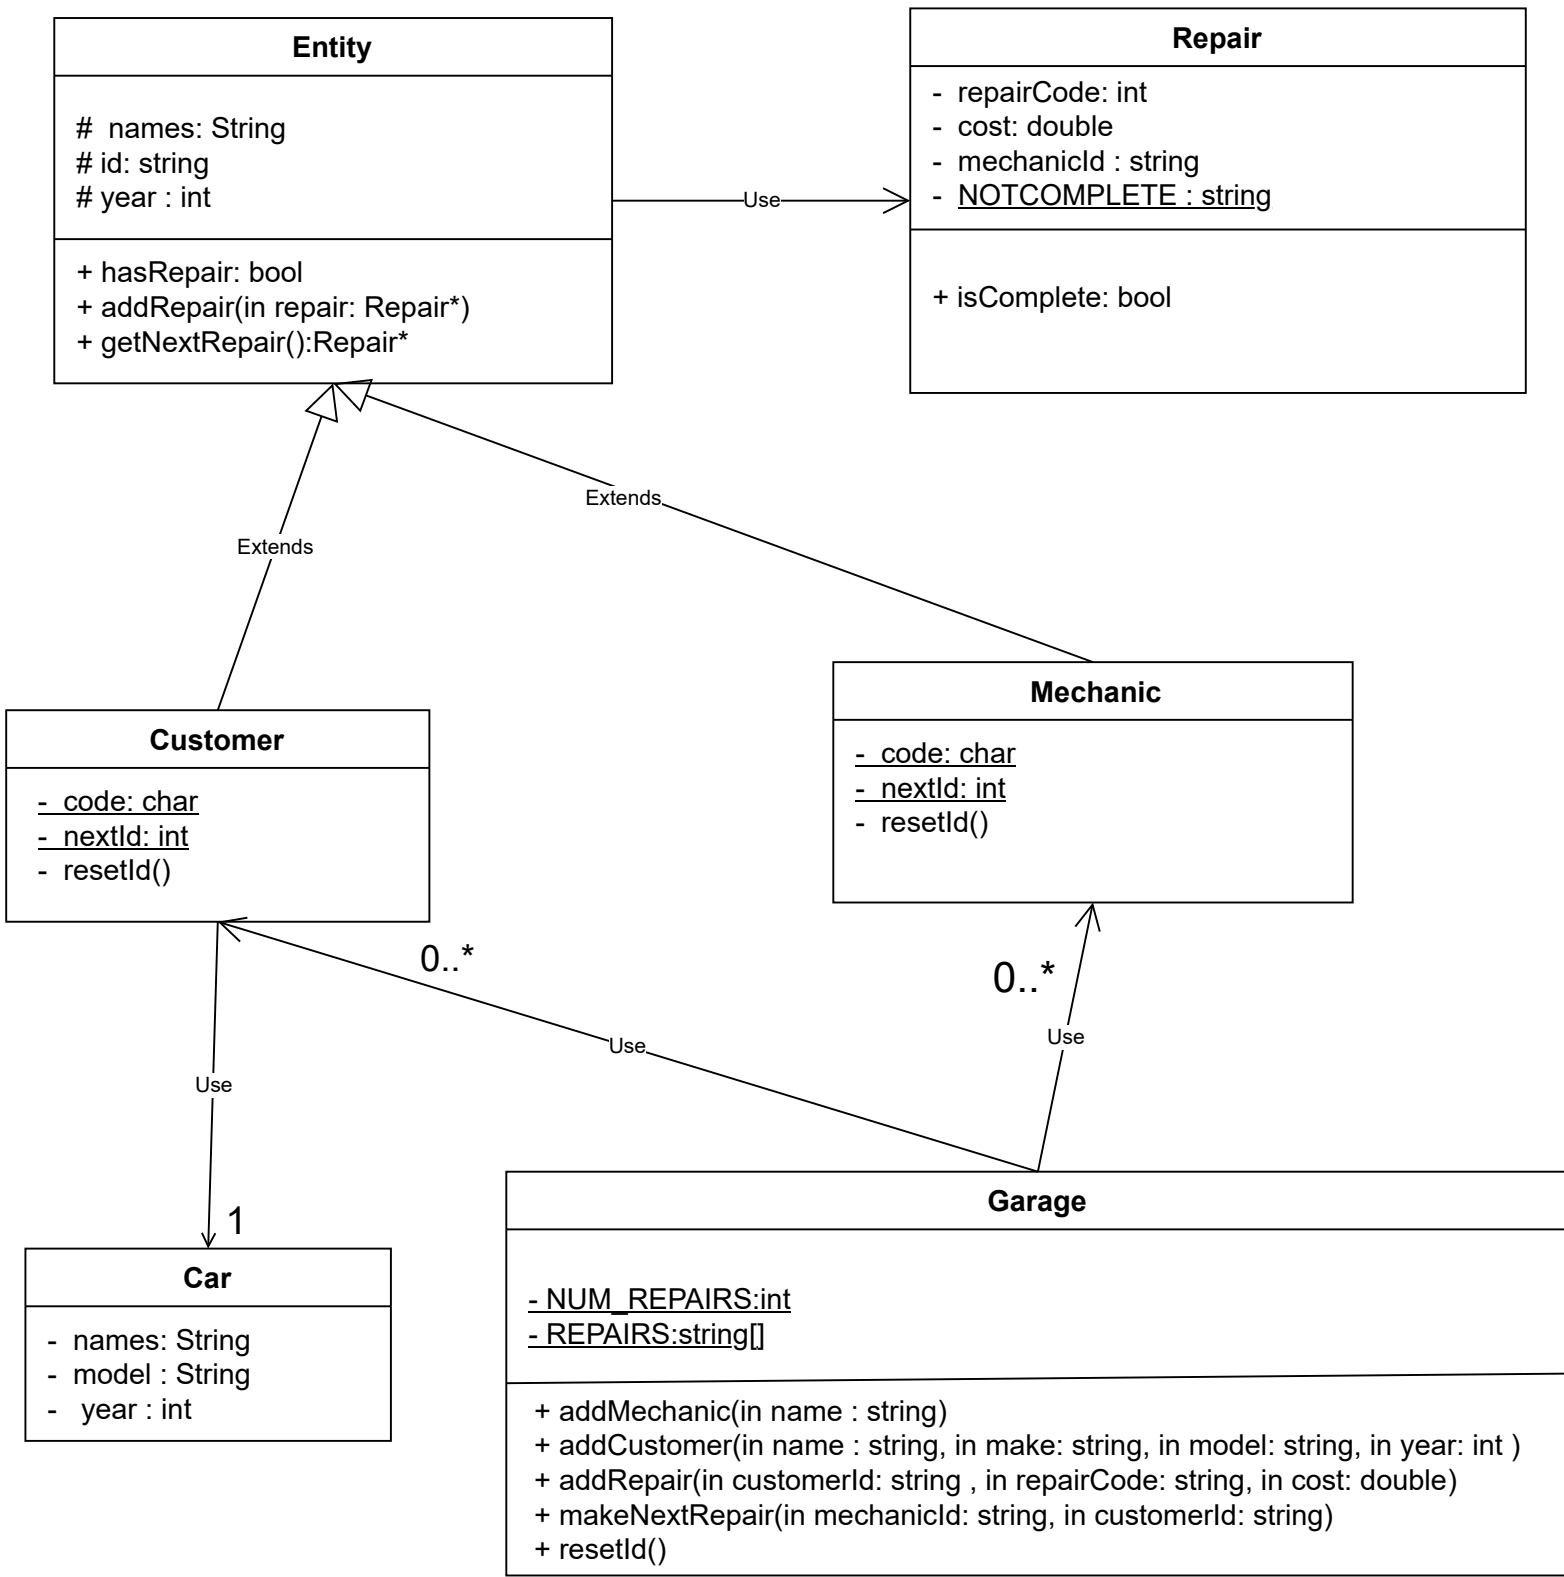 Entity
# names: String
# id: string
# year : int
+ hasRepair: bool
+ addRepair(in repair: Repair*)
+ getNextRepair():Repair*
Use
Repair
- repairCode: int
- cost: double
- mechanicId : string
- NOTCOMPLETE : string
+ isComplete: bool
Extends
Extends
Customer
- code: char
- nextId: int
- resetId()
Mechanic
- code: char
- nextId: int
- resetId()
0..*
0..*
Use
Use
Use
1
Car
- names: String
- model : String
- year : int
Garage
- NUM_REPAIRS:int
- REPAIRS:string[]
+ addMechanic(in name : string)
+ addCustomer(in name : string, in make: string, in model: string, in year: int )
+ addRepair(in customerId: string , in repairCode: string, in cost: double)
+ makeNextRepair(in mechanicId: string, in customerId: string)
+ resetId()